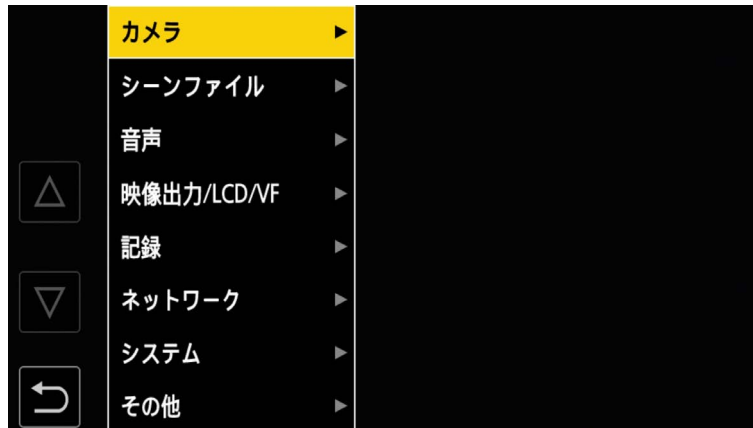 カメラ
シーンファイル
音声
映像出力/LCD/VF
記録
ネットワーク
システム
その他